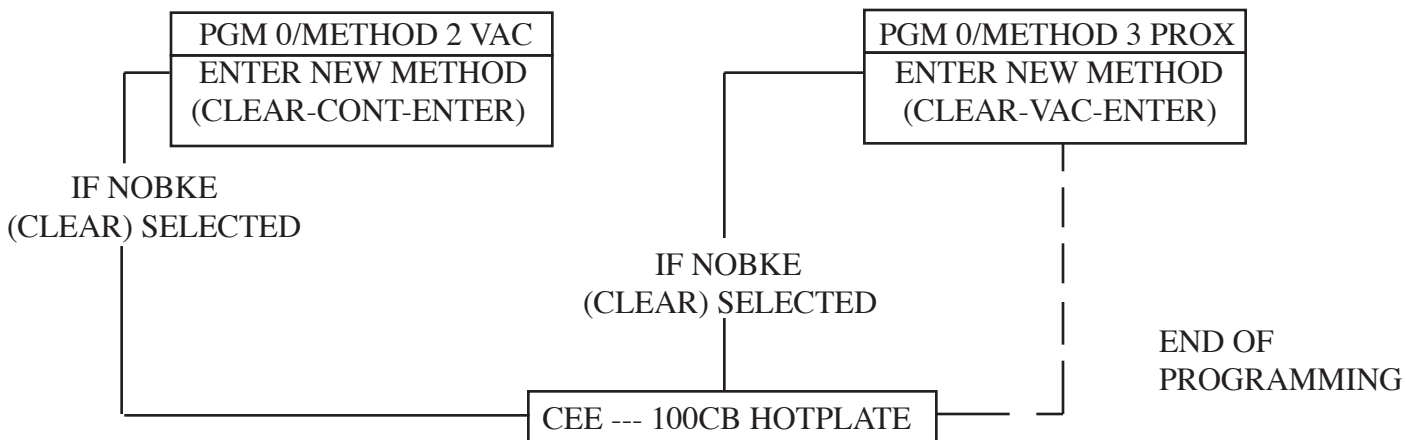 PGM 0/METHOD 2 VAC
ENTER NEW METHOD
(CLEAR-CONT-ENTER)
PGM 0/METHOD 3 PROX
ENTER NEW METHOD
(CLEAR-VAC-ENTER)
IF NOBKE
(CLEAR) SELECTED
IF NOBKE
(CLEAR) SELECTED
END OF
PROGRAMMING
CEE --- 100CB HOTPLATE